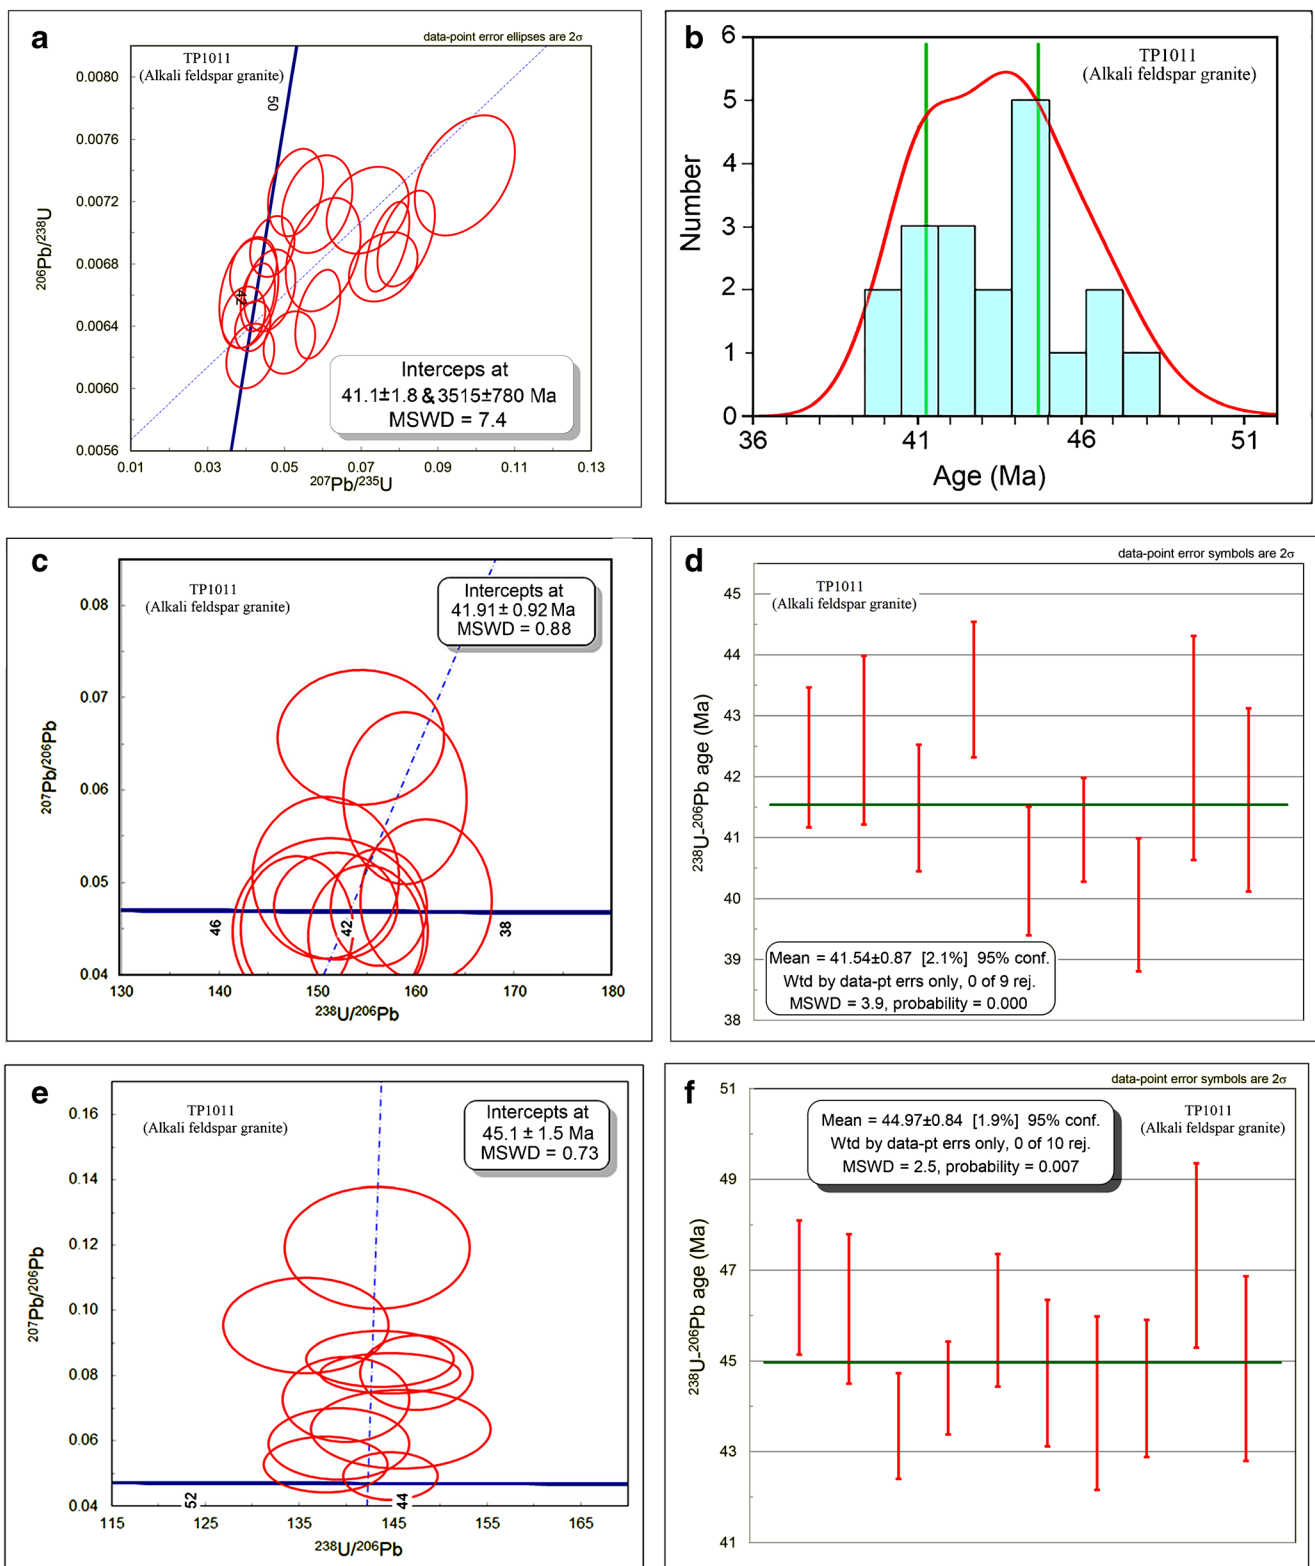 a
data-point error ellipses are 2σ
TP1011
(Alkali feldspar granite)
50
42
0.0080
0.0076
0.0072
0.0068
0.0064
0.0060
0.0056
²⁰⁶Pb/²³⁸U
Interceps at
41.1±1.8 & 3515±780 Ma
MSWD = 7.4
0.01 0.03 0.05 0.07 0.09 0.11 0.13
²⁰⁷Pb/²³⁵U
b
TP1011
(Alkali feldspar granite)
6
5
4
3
2
1
0
Number
36 41 46 51
Age (Ma)
c
TP1011
(Alkali feldspar granite)
Intercepts at
41.91± 0.92 Ma
MSWD = 0.88
0.08
0.07
0.06
0.05
0.04
²⁰⁷Pb/²⁰⁶Pb
46 42 38
130 140 150 160 170 180
²³⁸U/²⁰⁶Pb
d
data-point error symbols are 2σ
TP1011
(Alkali feldspar granite)
45
44
43
42
41
40
39
38
²³⁸U-²⁰⁶Pb age (Ma)
Mean = 41.54±0.87 [2.1%] 95% conf.
Wtd by data-pt errs only, 0 of 9 rej.
MSWD = 3.9, probability = 0.000
e
TP1011
(Alkali feldspar granite)
Intercepts at
45.1 ± 1.5 Ma
MSWD = 0.73
0.16
0.14
0.12
0.10
0.08
0.06
0.04
²⁰⁷Pb/²⁰⁶Pb
52 44
115 125 135 145 155 165
²³⁸U/²⁰⁶Pb
f
data-point error symbols are 2σ
Mean = 44.97±0.84 [1.9%] 95% conf.
Wtd by data-pt errs only, 0 of 10 rej.
MSWD = 2.5, probability = 0.007
TP1011
(Alkali feldspar granite)
51
49
47
45
43
41
²³⁸U-²⁰⁶Pb age (Ma)